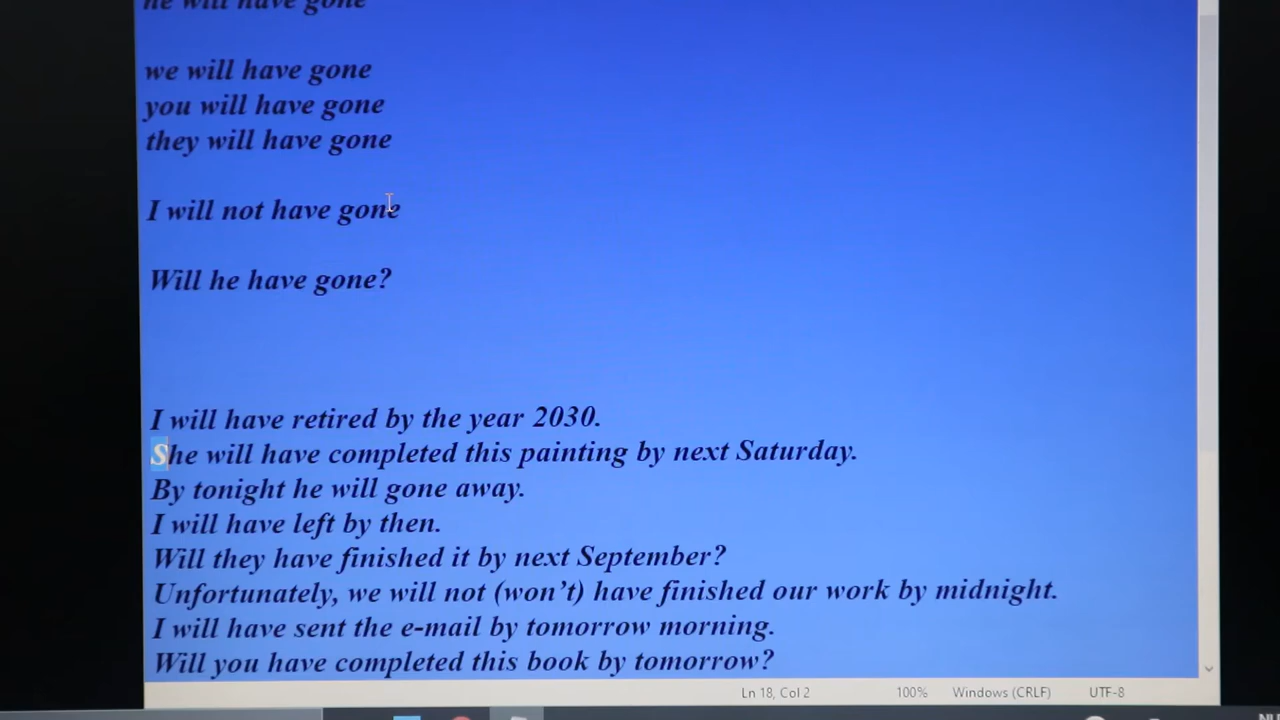 he will have gone
we will have gone
you will have gone
they will have gone
I will not have gone
Will he have gone?
I will have retired by the year 2030.
She will have completed this painting by next Saturday.
By tonight he will gone away.
I will have left by then.
Will they have finished it by next September?
Unfortunately, we will not (won't) have finished our work by midnight.
I will have sent the e-mail by tomorrow morning.
Will you have completed this book by tomorrow?
Ln 18, Col 2 100% Windows (CRLF) UTF-8